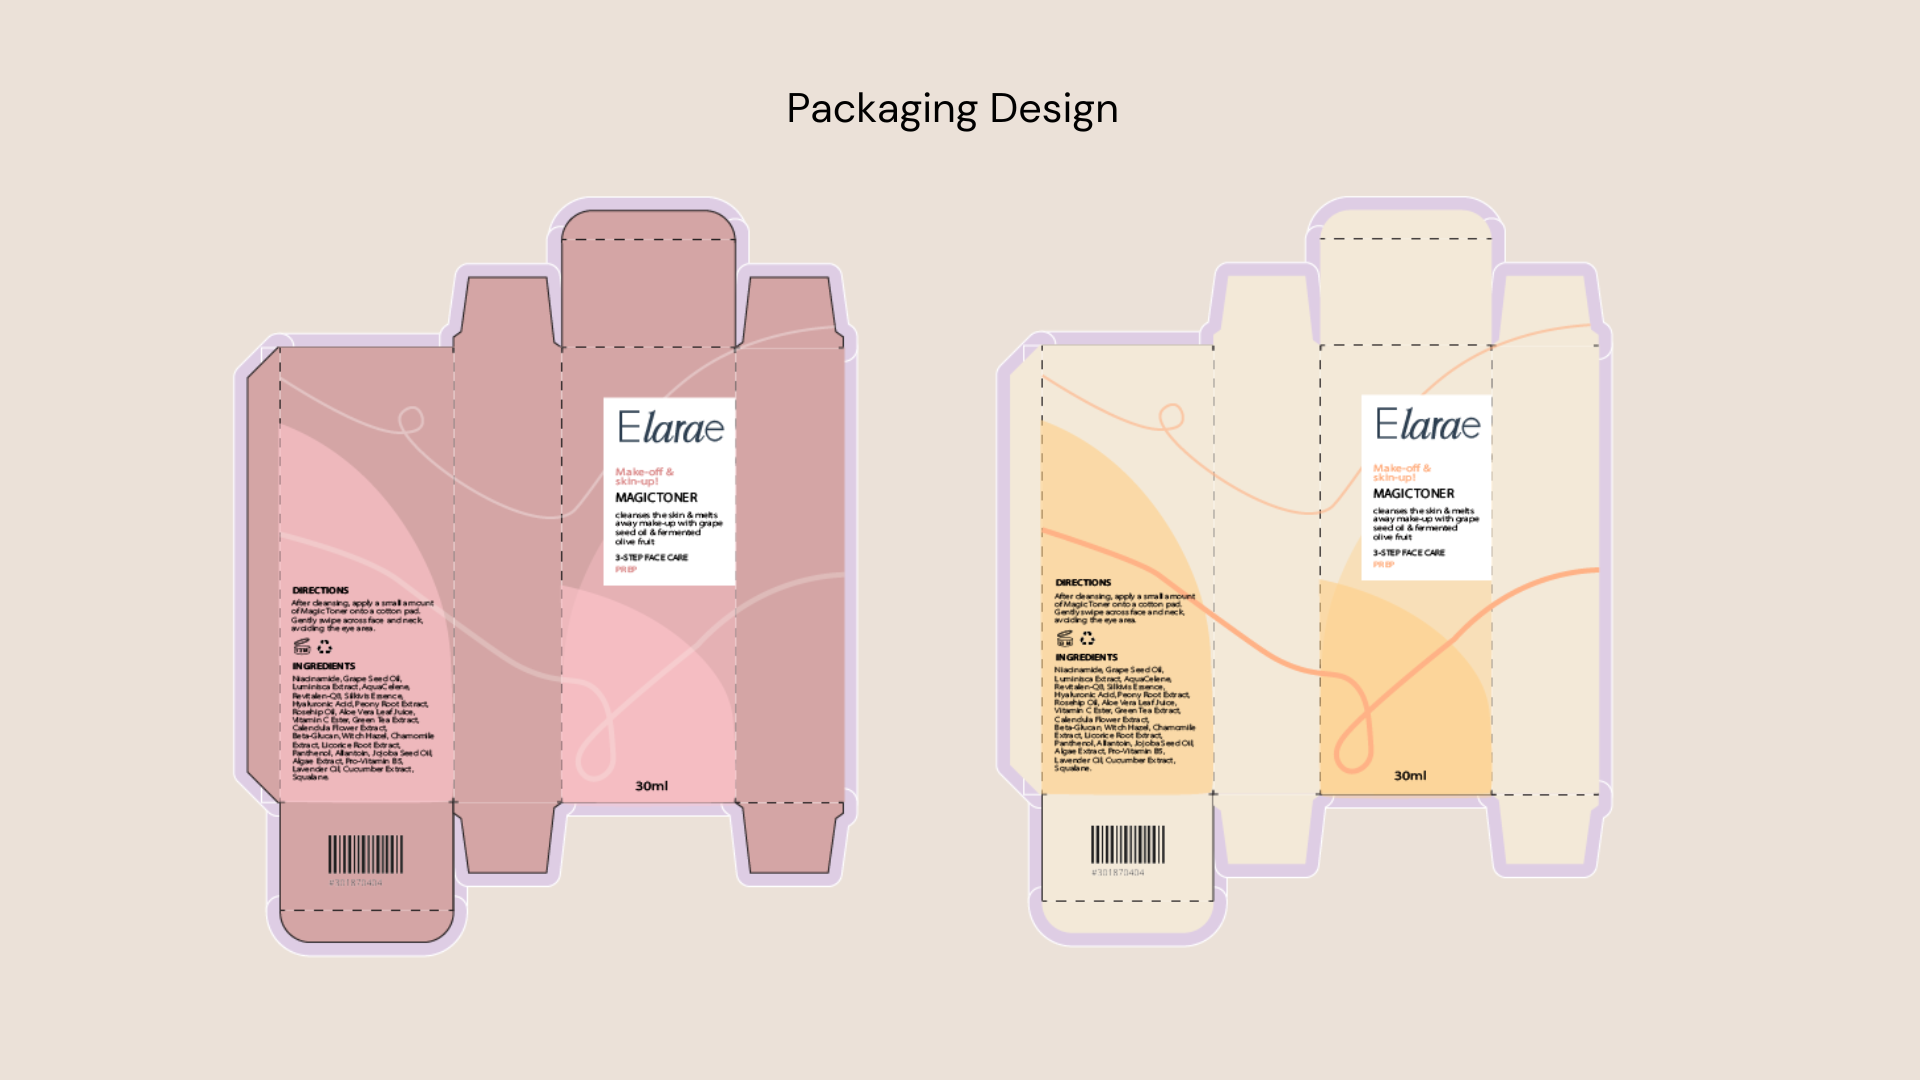 Packaging Design
Elarae
Make-off &
skin-up!
MAGIC TONER
cleanses the skin & melts
away make-up with grape
seed oil & fermented
olive fruit
3-STEP FACE CARE
PREP
DIRECTIONS
After cleansing, apply a small amount
of Magic Toner onto a cotton pad.
Gently swipe across face and neck,
avoiding the eye area.
INGREDIENTS
Niacinamide, Grape Seed Oil,
Luminisca Extract, AquaCelene,
Revitalen-Q8, Silkivis Essence,
Hyaluronic Acid, Peony Root Extract,
Rosehip Oil, Aloe Vera Leaf Juice,
Vitamin C Ester, Green Tea Extract,
Calendula Flower Extract,
Beta-Glucan, Witch Hazel, Chamomile
Extract, Licorice Root Extract,
Panthenol, Allantoin, Jojoba Seed Oil,
Algae Extract, Pro-Vitamin B5,
Lavender Oil, Cucumber Extract,
Squalane.
30ml
#301870404
Elarae
Make-off &
skin-up!
MAGIC TONER
cleanses the skin & melts
away make-up with grape
seed oil & fermented
olive fruit
3-STEP FACE CARE
PREP
DIRECTIONS
After cleansing, apply a small amount
of Magic Toner onto a cotton pad.
Gently swipe across face and neck,
avoiding the eye area.
INGREDIENTS
Niacinamide, Grape Seed Oil,
Luminisca Extract, AquaCelene,
Revitalen-Q8, Silkivis Essence,
Hyaluronic Acid, Peony Root Extract,
Rosehip Oil, Aloe Vera Leaf Juice,
Vitamin C Ester, Green Tea Extract,
Calendula Flower Extract,
Beta-Glucan, Witch Hazel, Chamomile
Extract, Licorice Root Extract,
Panthenol, Allantoin, Jojoba Seed Oil,
Algae Extract, Pro-Vitamin B5,
Lavender Oil, Cucumber Extract,
Squalane.
30ml
#301870404